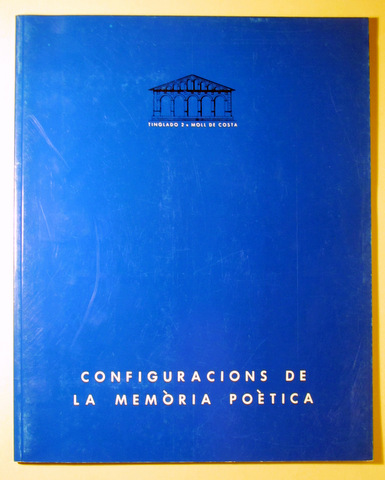 TINGLADO 2 • MOLL DE COSTA
CONFIGURACIONS DE
LA MEMÒRIA POÈTICA